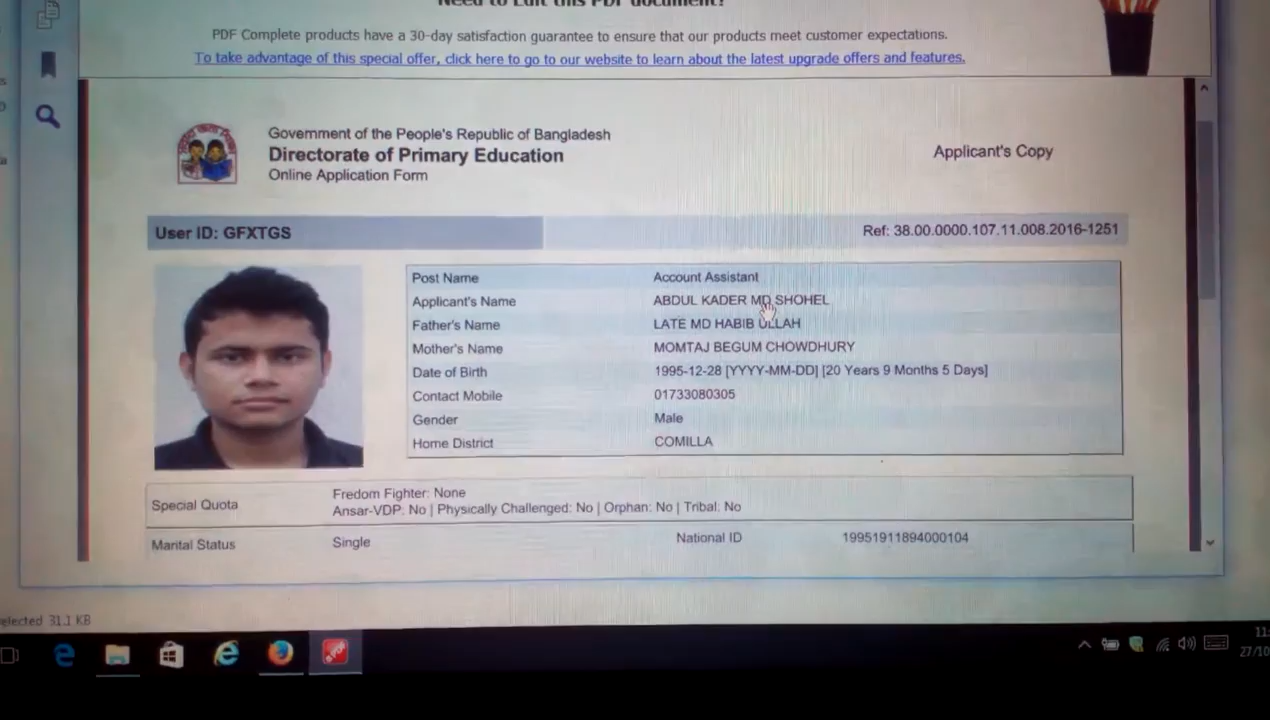 PDF Complete products have a 30-day satisfaction guarantee to ensure that our products meet customer expectations.
To take advantage of this special offer, click here to go to our website to learn about the latest upgrade offers and features.
Government of the People's Republic of Bangladesh
Directorate of Primary Education
Online Application Form
Applicant's Copy
User ID: GFXTGS
Ref: 38.00.0000.107.11.008.2016-1251
Post Name Account Assistant
Applicant's Name ABDUL KADER MD SHOHEL
Father's Name LATE MD HABIB ULLAH
Mother's Name MOMTAJ BEGUM CHOWDHURY
Date of Birth 1995-12-28 [YYYY-MM-DD] [20 Years 9 Months 5 Days]
Contact Mobile 01733080305
Gender Male
Home District COMILLA
Special Quota
Fredom Fighter: None
Ansar-VDP: No | Physically Challenged: No | Orphan: No | Tribal: No
Marital Status Single National ID 19951911894000104
31.1 KB
11:
27/10